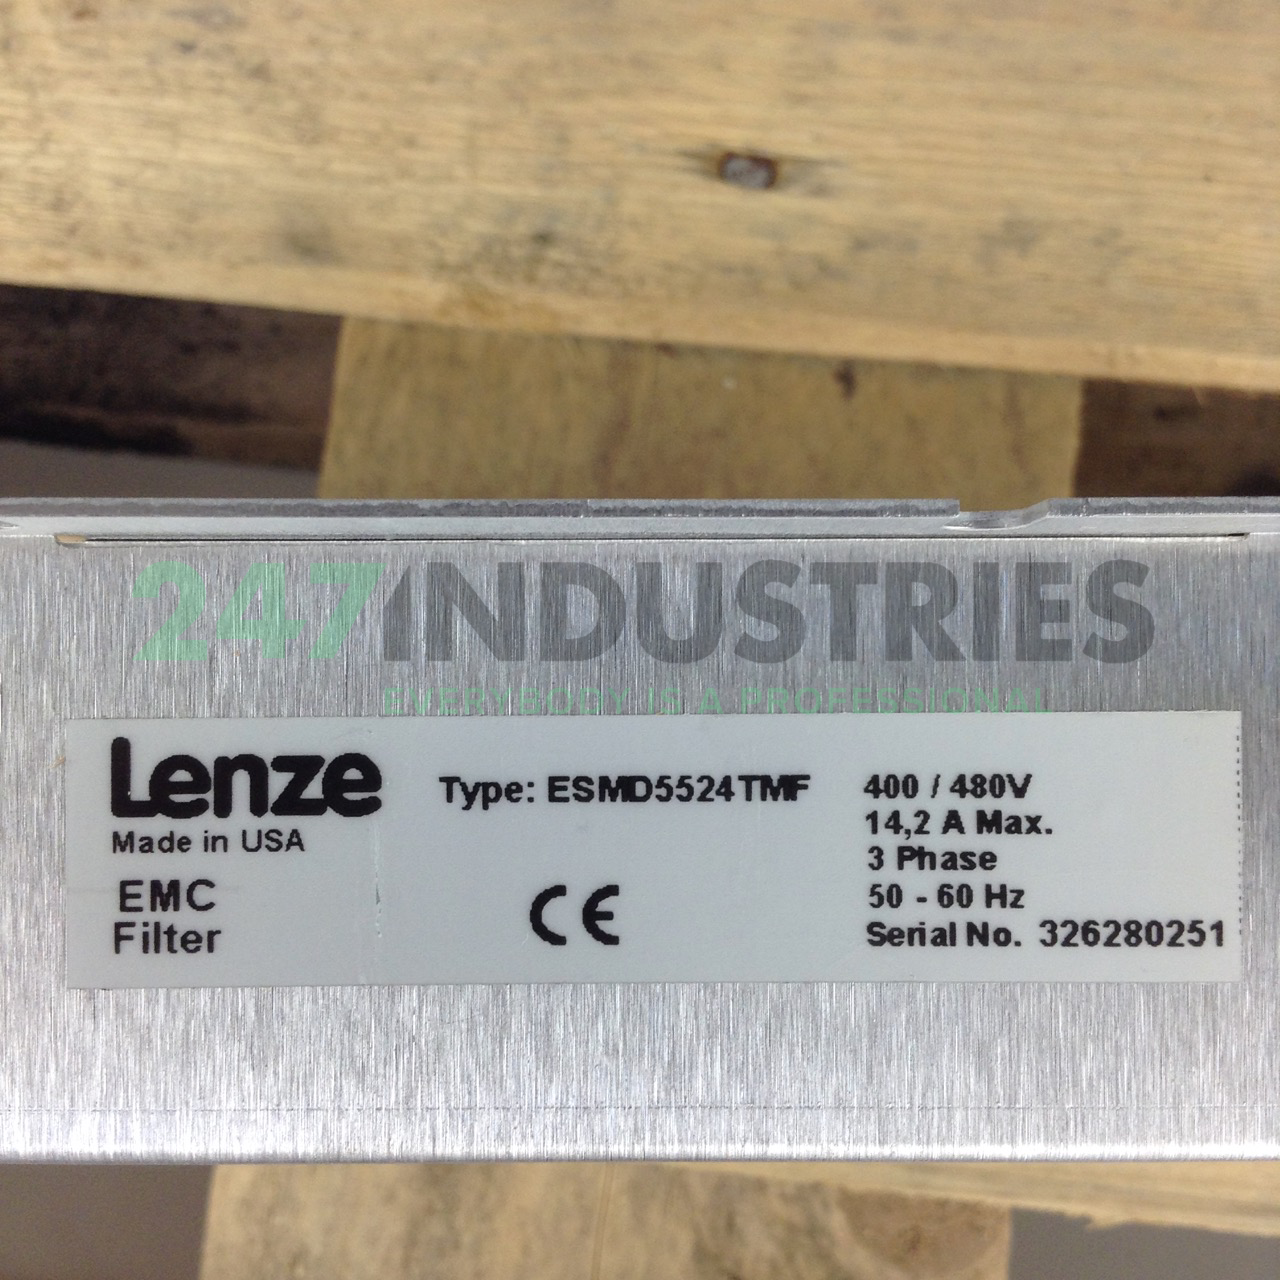 247INDUSTRIES
EVERYBODY IS A PROFESSIONAL
Lenze
Made in USA
EMC
Filter
Type: ESMD5524TMF
CE
400 / 480V
14,2 A Max.
3 Phase
50 - 60 Hz
Serial No. 326280251